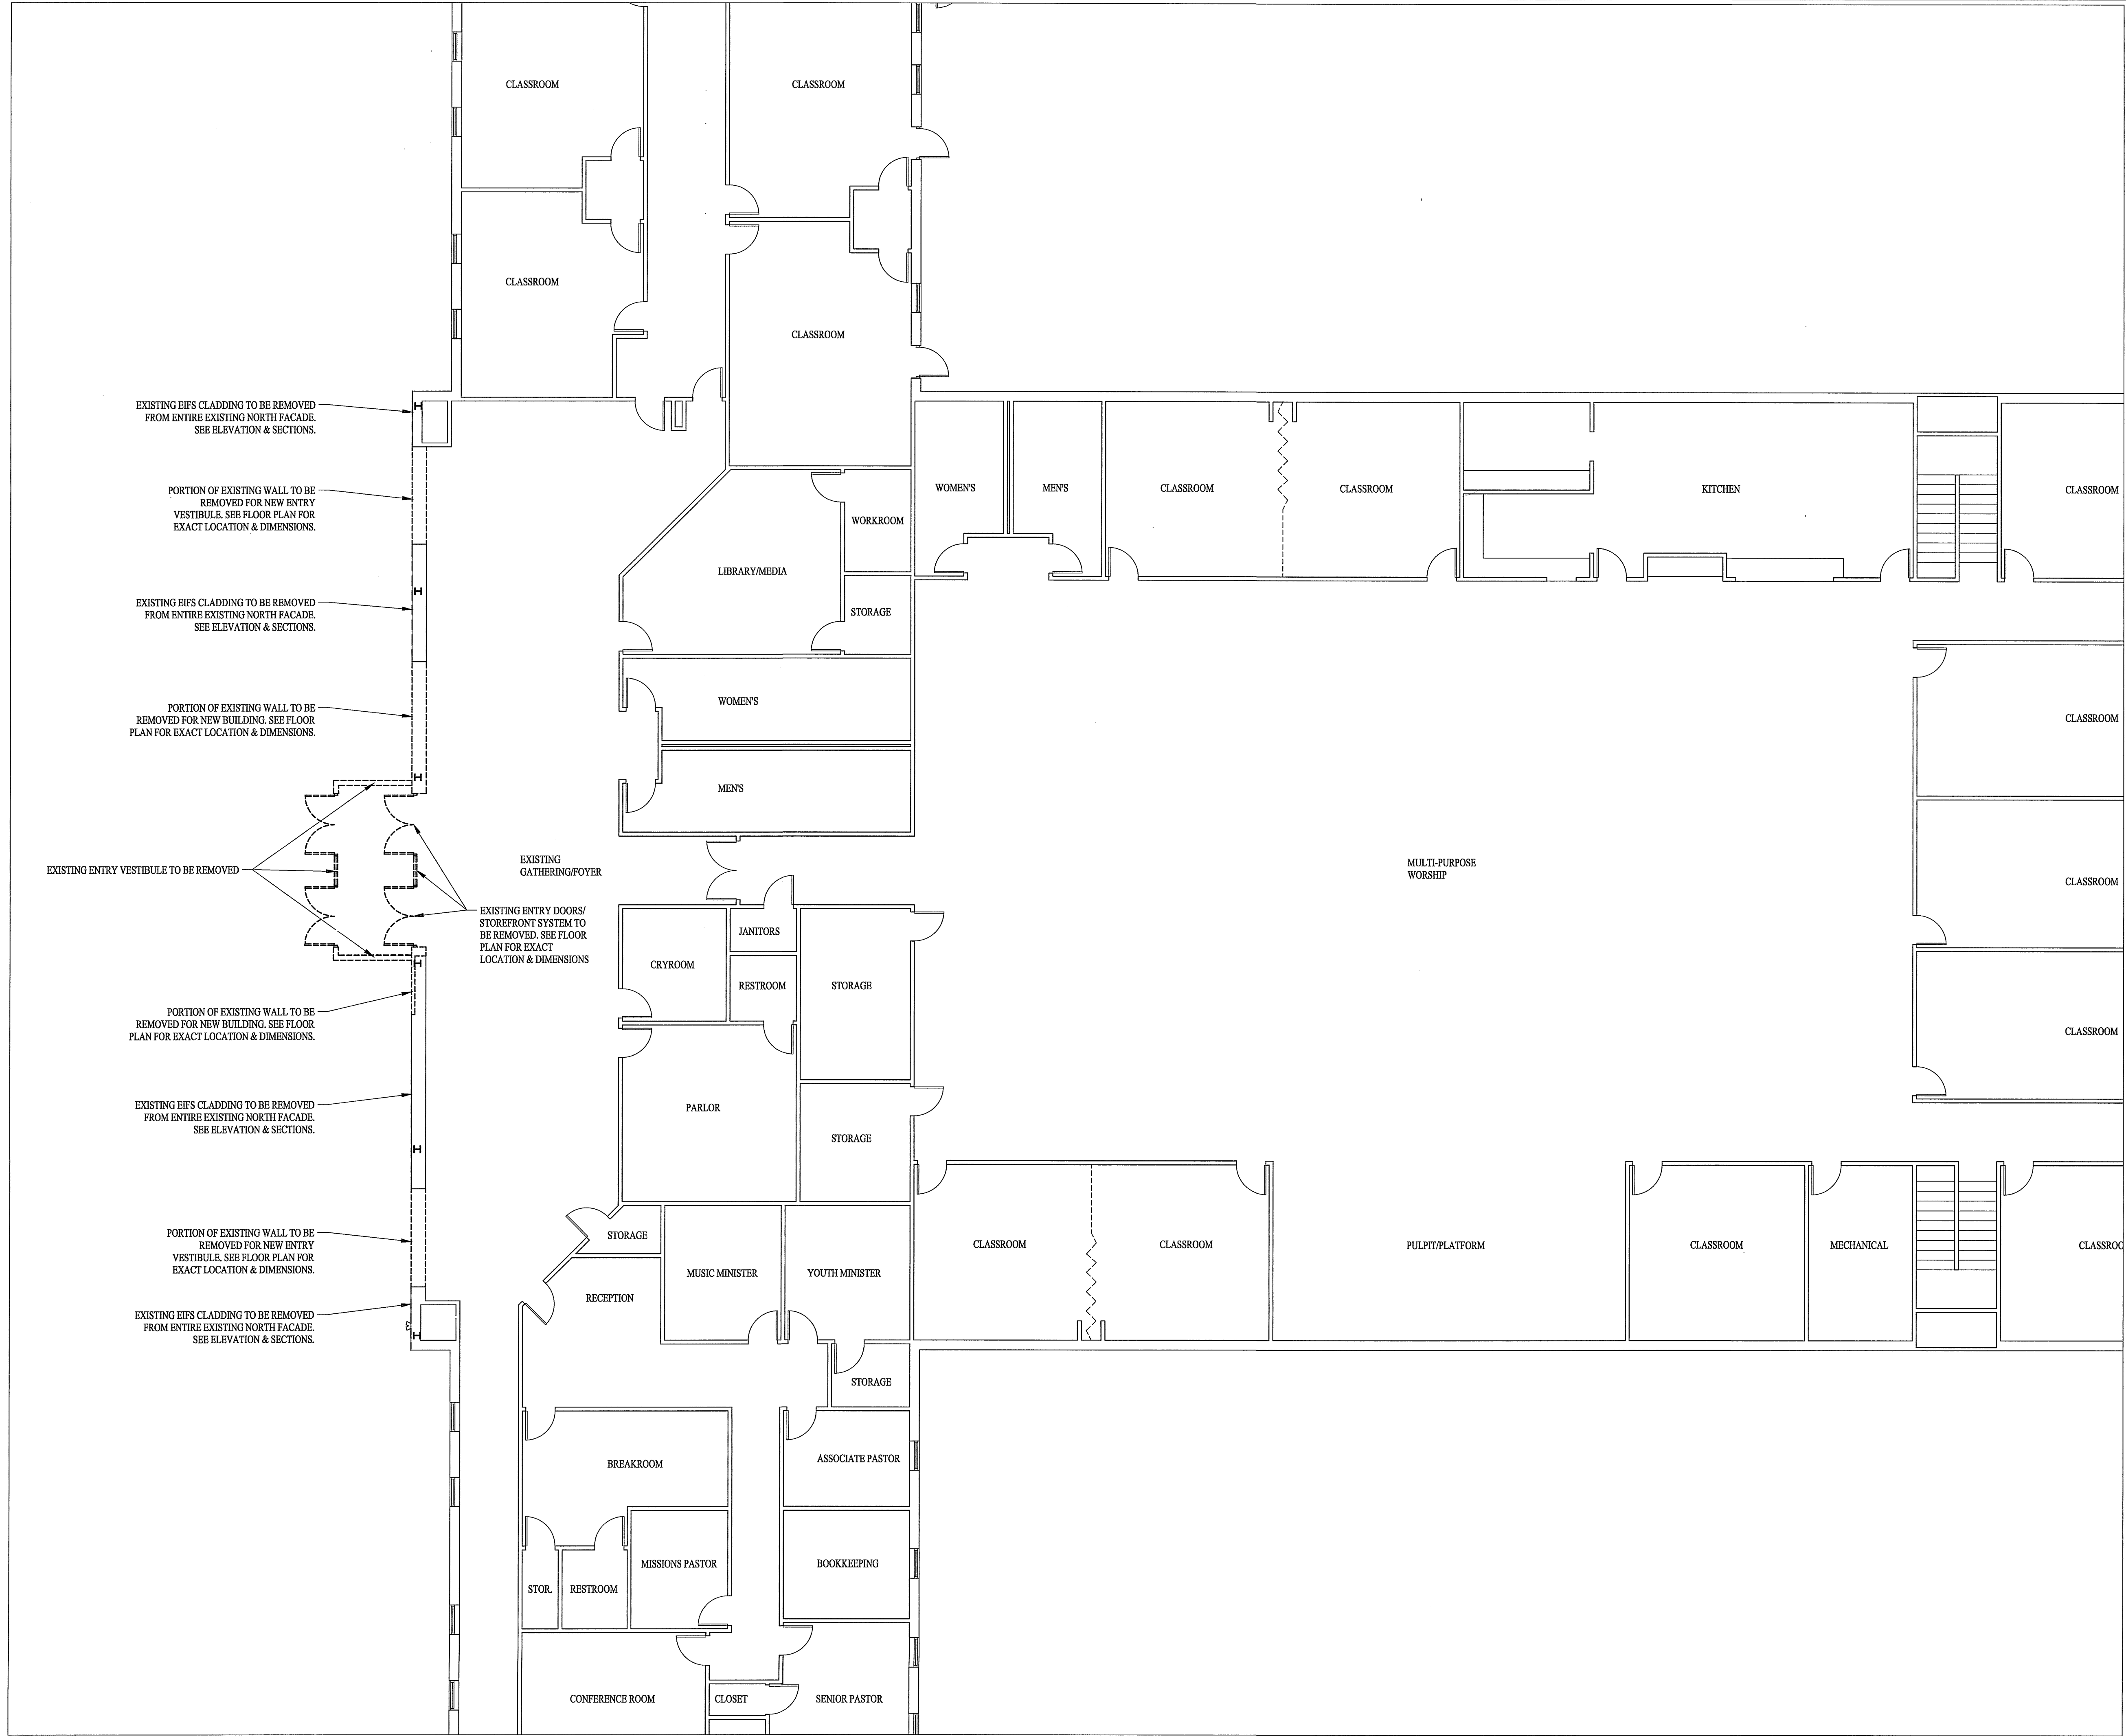 CLASSROOM
CLASSROOM
CLASSROOM
CLASSROOM
EXISTING EIFS CLADDING TO BE REMOVED
FROM ENTIRE EXISTING NORTH FACADE.
SEE ELEVATION & SECTIONS.
PORTION OF EXISTING WALL TO BE
REMOVED FOR NEW ENTRY
VESTIBULE. SEE FLOOR PLAN FOR
EXACT LOCATION & DIMENSIONS.
WOMEN'S
MEN'S
CLASSROOM
CLASSROOM
KITCHEN
CLASSROOM
WORKROOM
LIBRARY/MEDIA
EXISTING EIFS CLADDING TO BE REMOVED
FROM ENTIRE EXISTING NORTH FACADE.
SEE ELEVATION & SECTIONS.
STORAGE
PORTION OF EXISTING WALL TO BE
REMOVED FOR NEW BUILDING. SEE FLOOR
PLAN FOR EXACT LOCATION & DIMENSIONS.
WOMEN'S
CLASSROOM
MEN'S
EXISTING ENTRY VESTIBULE TO BE REMOVED
EXISTING
GATHERING/FOYER
MULTI-PURPOSE
WORSHIP
CLASSROOM
EXISTING ENTRY DOORS/
STOREFRONT SYSTEM TO
BE REMOVED. SEE FLOOR
PLAN FOR EXACT
LOCATION & DIMENSIONS
JANITORS
CRYROOM
RESTROOM
STORAGE
PORTION OF EXISTING WALL TO BE
REMOVED FOR NEW BUILDING. SEE FLOOR
PLAN FOR EXACT LOCATION & DIMENSIONS.
CLASSROOM
EXISTING EIFS CLADDING TO BE REMOVED
FROM ENTIRE EXISTING NORTH FACADE.
SEE ELEVATION & SECTIONS.
PARLOR
STORAGE
PORTION OF EXISTING WALL TO BE
REMOVED FOR NEW ENTRY
VESTIBULE. SEE FLOOR PLAN FOR
EXACT LOCATION & DIMENSIONS.
STORAGE
CLASSROOM
CLASSROOM
PULPIT/PLATFORM
CLASSROOM
MECHANICAL
CLASSROO
MUSIC MINISTER
YOUTH MINISTER
RECEPTION
EXISTING EIFS CLADDING TO BE REMOVED
FROM ENTIRE EXISTING NORTH FACADE.
SEE ELEVATION & SECTIONS.
STORAGE
ASSOCIATE PASTOR
BREAKROOM
MISSIONS PASTOR
BOOKKEEPING
STOR.
RESTROOM
CONFERENCE ROOM
CLOSET
SENIOR PASTOR